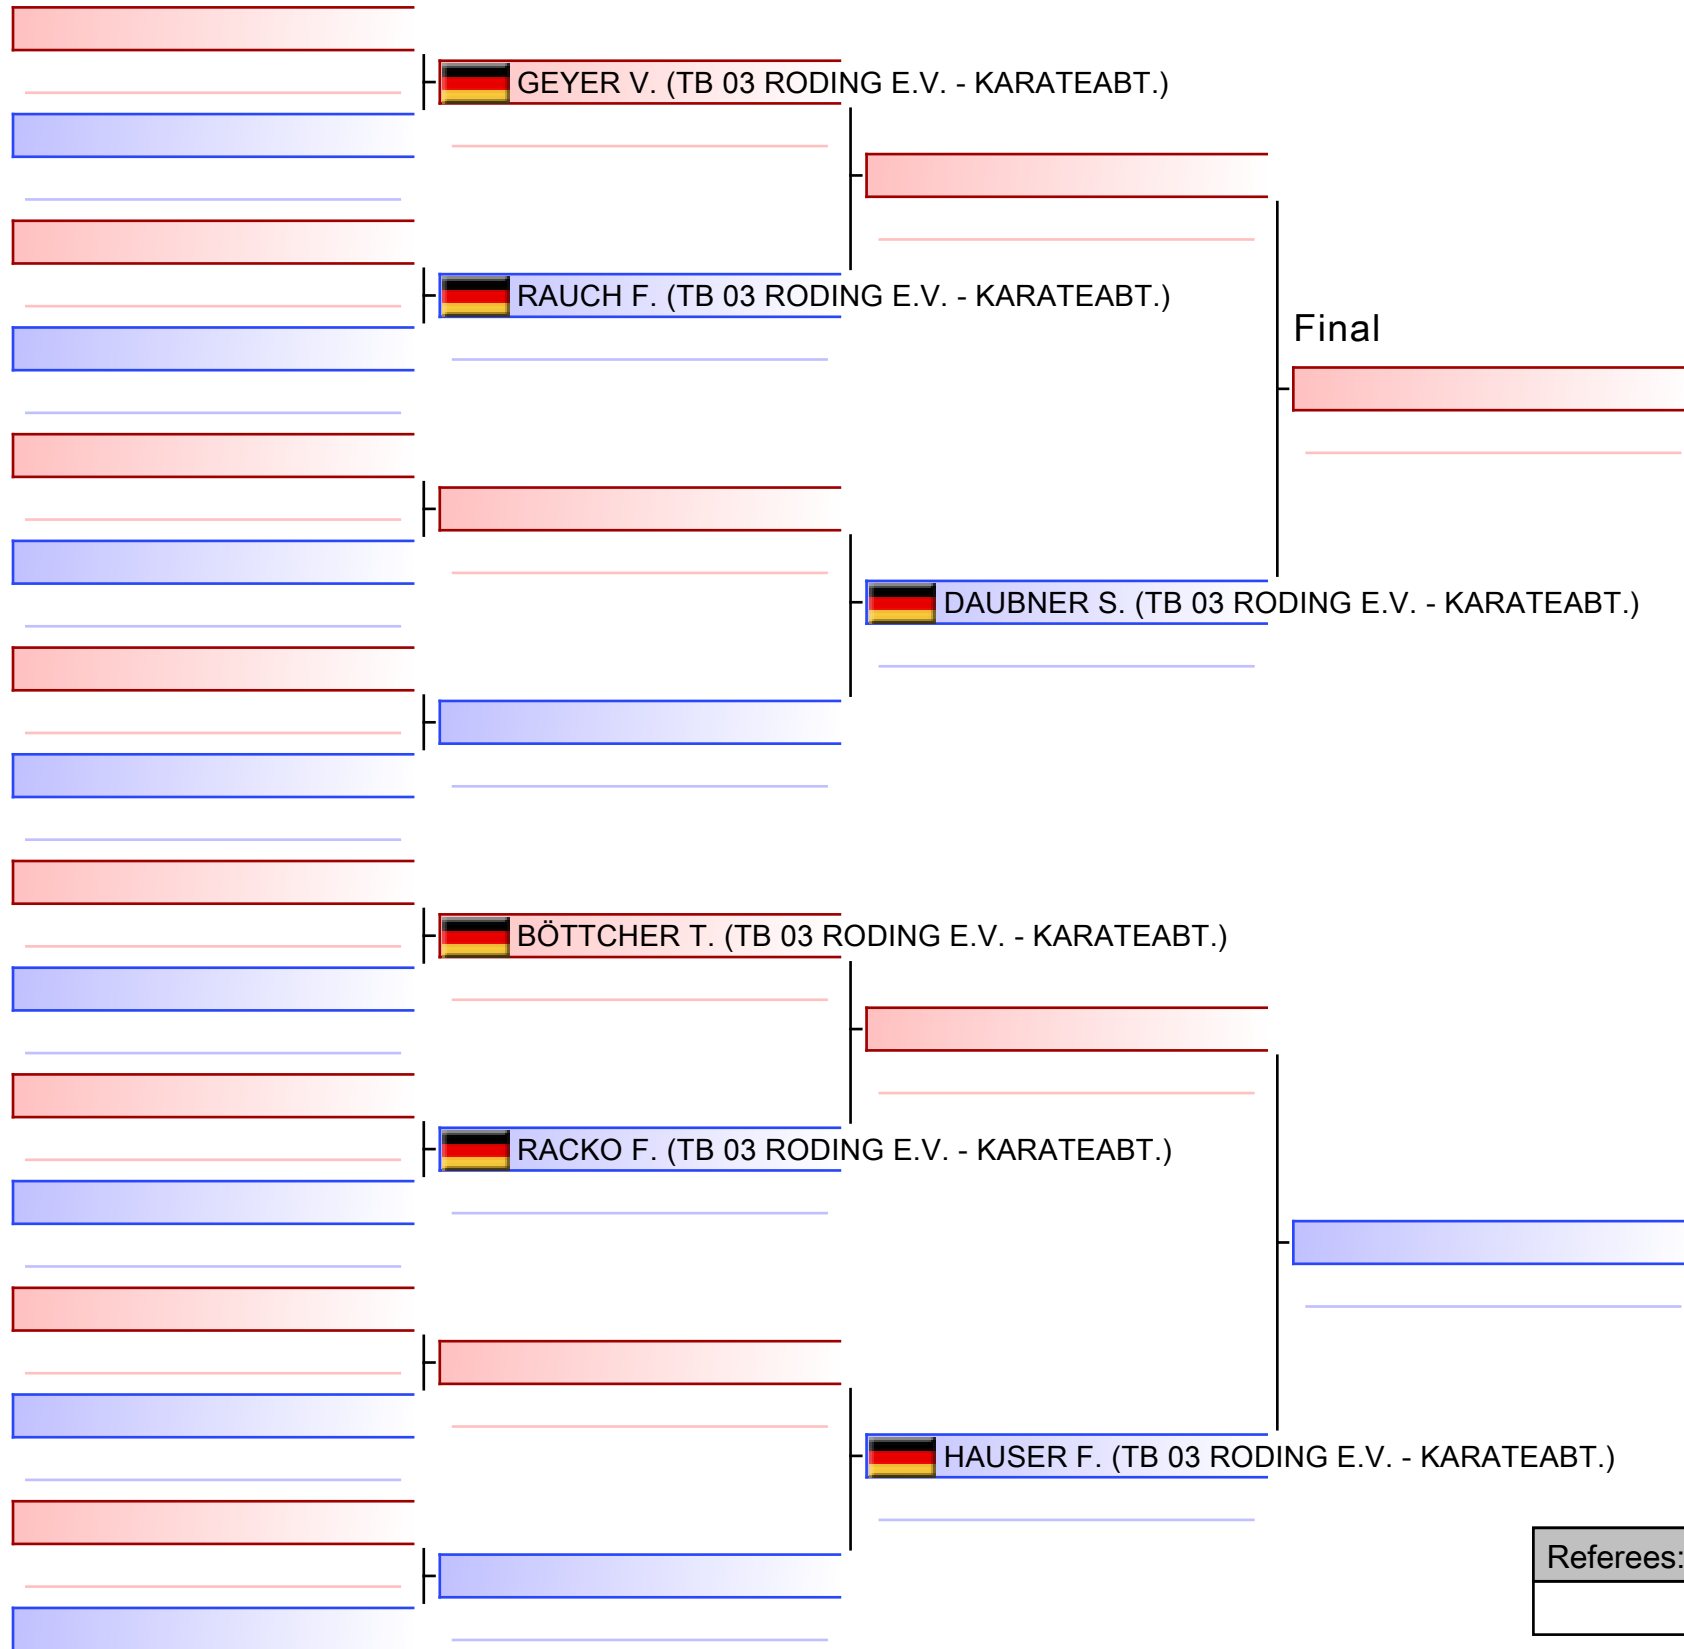 GEYER V. (TB 03 RODING E.V. - KARATEABT.)
RAUCH F. (TB 03 RODING E.V. - KARATEABT.)
Final
DAUBNER S. (TB 03 RODING E.V. - KARATEABT.)
BÖTTCHER T. (TB 03 RODING E.V. - KARATEABT.)
RACKO F. (TB 03 RODING E.V. - KARATEABT.)
HAUSER F. (TB 03 RODING E.V. - KARATEABT.)
Referees: